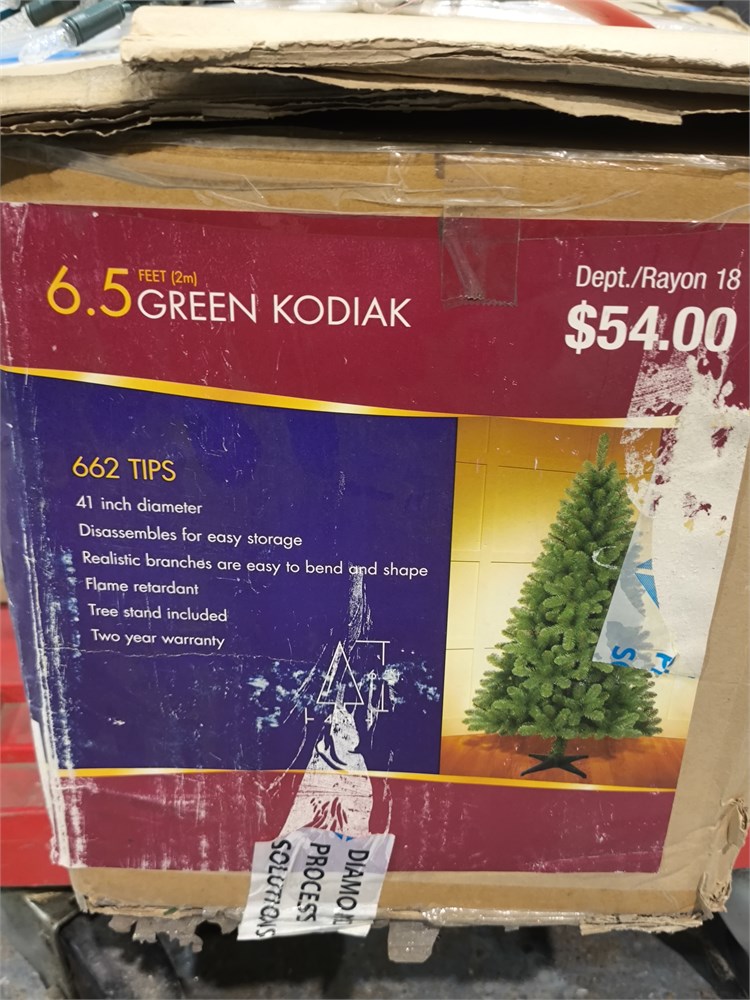 6.5 FEET (2m)
GREEN KODIAK
Dept./Rayon 18
$54.00
662 TIPS
41 inch diameter
Disassembles for easy storage
Realistic branches are easy to bend and shape
Flame retardant
Tree stand included
Two year warranty
PROCESS
SOLUTIONS